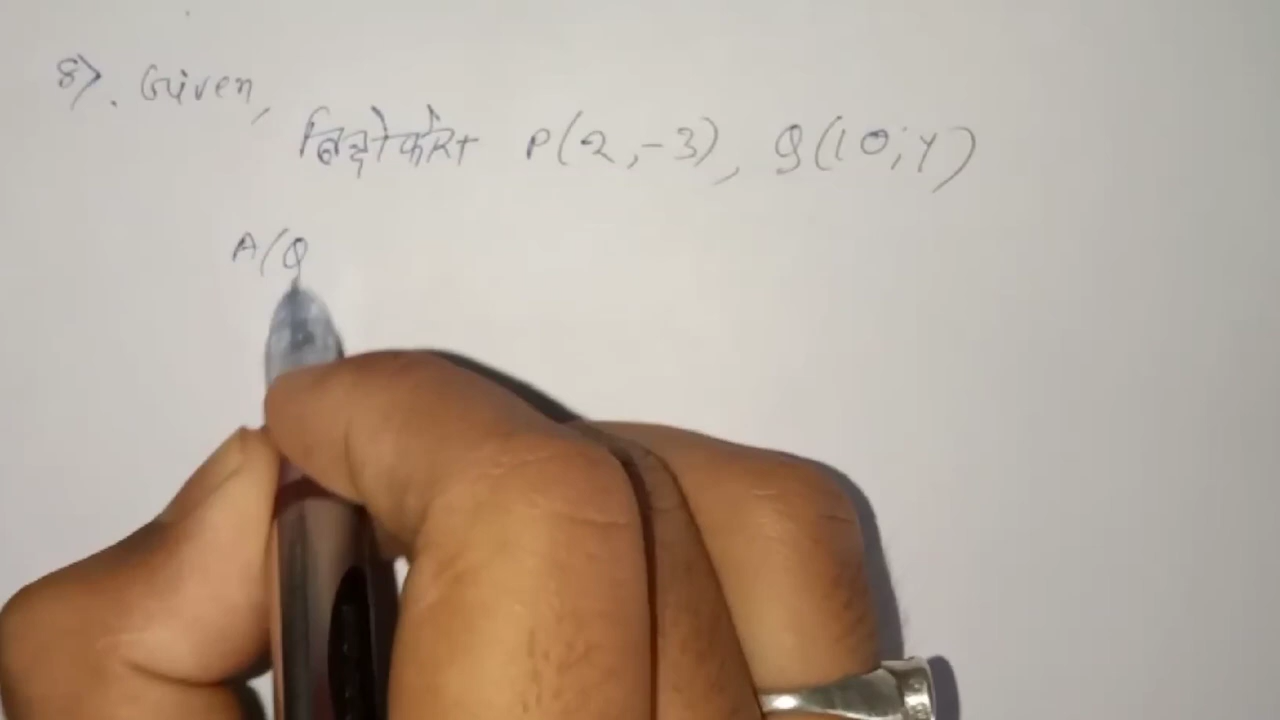 8). Given,
बिन्दोकेरा P(2,-3), Q(10,y)
A/Q